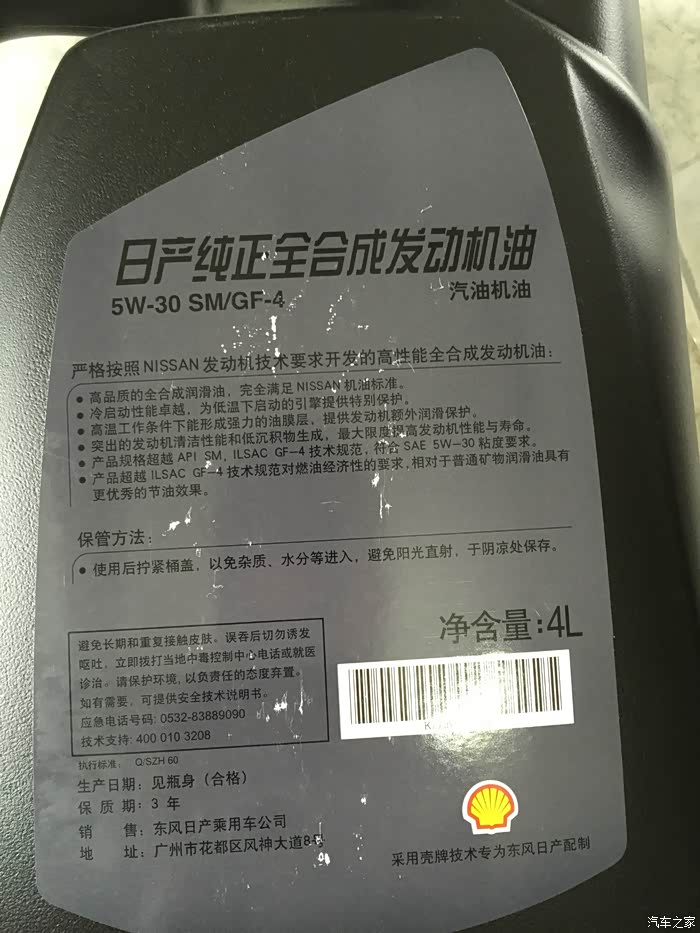 日产纯正全合成发动机油
5W-30 SM/GF-4
汽油机油
严格按照NISSAN发动机技术要求开发的高性能全合成发动机油：
● 高品质的全合成润滑油，完全满足NISSAN机油标准。
● 冷启动性能卓越，为低温下启动的引擎提供特别保护。
● 高温工作条件下能形成强力的油膜层，提供发动机额外润滑保护。
● 突出的发动机清洁性能和低沉积物生成，最大限度提高发动机性能与寿命。
● 产品规格超越 API SM, ILSAC GF-4 技术规范，符合 SAE 5W-30 粘度要求。
● 产品超越 ILSAC GF-4 技术规范对燃油经济性的要求，相对于普通矿物润滑油具有
更优秀的节油效果。
保管方法：
● 使用后拧紧桶盖，以免杂质、水分等进入，避免阳光直射，于阴凉处保存。
净含量:4L
避免长期和重复接触皮肤。误吞后切勿诱发
呕吐，立即拨打当地中毒控制中心电话或就医
诊治。请保护环境，以负责任的态度弃置。
如有需要，可提供安全技术说明书。
应急电话号码: 0532-83889090
技术支持: 400 010 3208
执行标准： Q/SZH 60
生产日期：见瓶身（合格）
保 质 期：3 年
销 售：东风日产乘用车公司
地 址：广州市花都区风神大道8号
采用壳牌技术专为东风日产配制
汽车之家